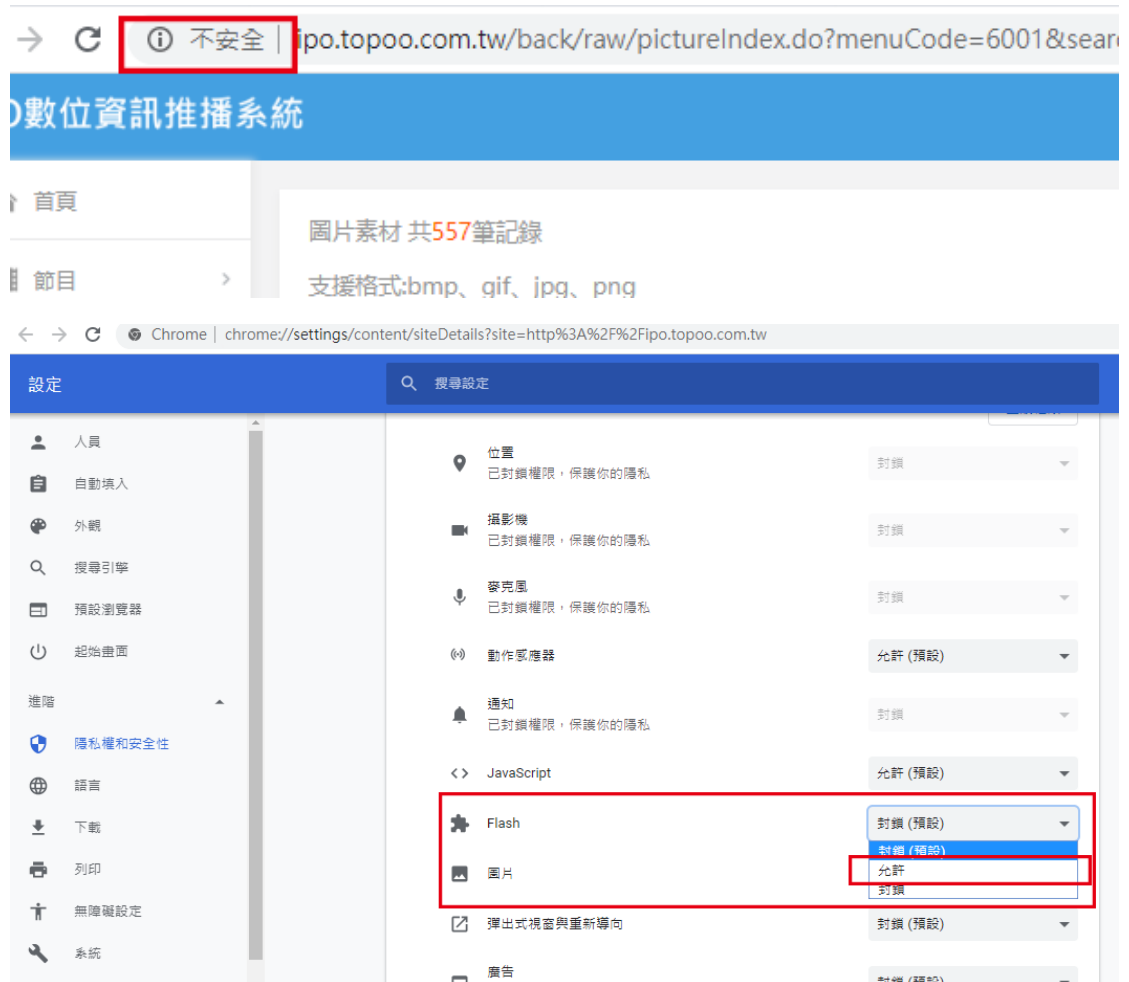 不安全 | ipo.topoo.com.tw/back/raw/pictureIndex.do?menuCode=6001&sear
數位資訊推播系統
首頁
圖片素材 共557筆記錄
節目
支援格式:bmp、gif、jpg、png
Chrome | chrome://settings/content/siteDetails?site=http%3A%2F%2Fipo.topoo.com.tw
設定
搜尋設定
人員
自動填入
外觀
搜尋引擎
預設瀏覽器
起始畫面
進階
隱私權和安全性
語言
下載
列印
無障礙設定
系統
位置
已封鎖權限，保護你的隱私
封鎖
攝影機
已封鎖權限，保護你的隱私
封鎖
麥克風
已封鎖權限，保護你的隱私
封鎖
動作感應器
允許 (預設)
通知
已封鎖權限，保護你的隱私
封鎖
JavaScript
允許 (預設)
Flash
封鎖 (預設)
封鎖 (預設)
允許
封鎖
圖片
彈出式視窗與重新導向
封鎖 (預設)
廣告
封鎖 (預設)